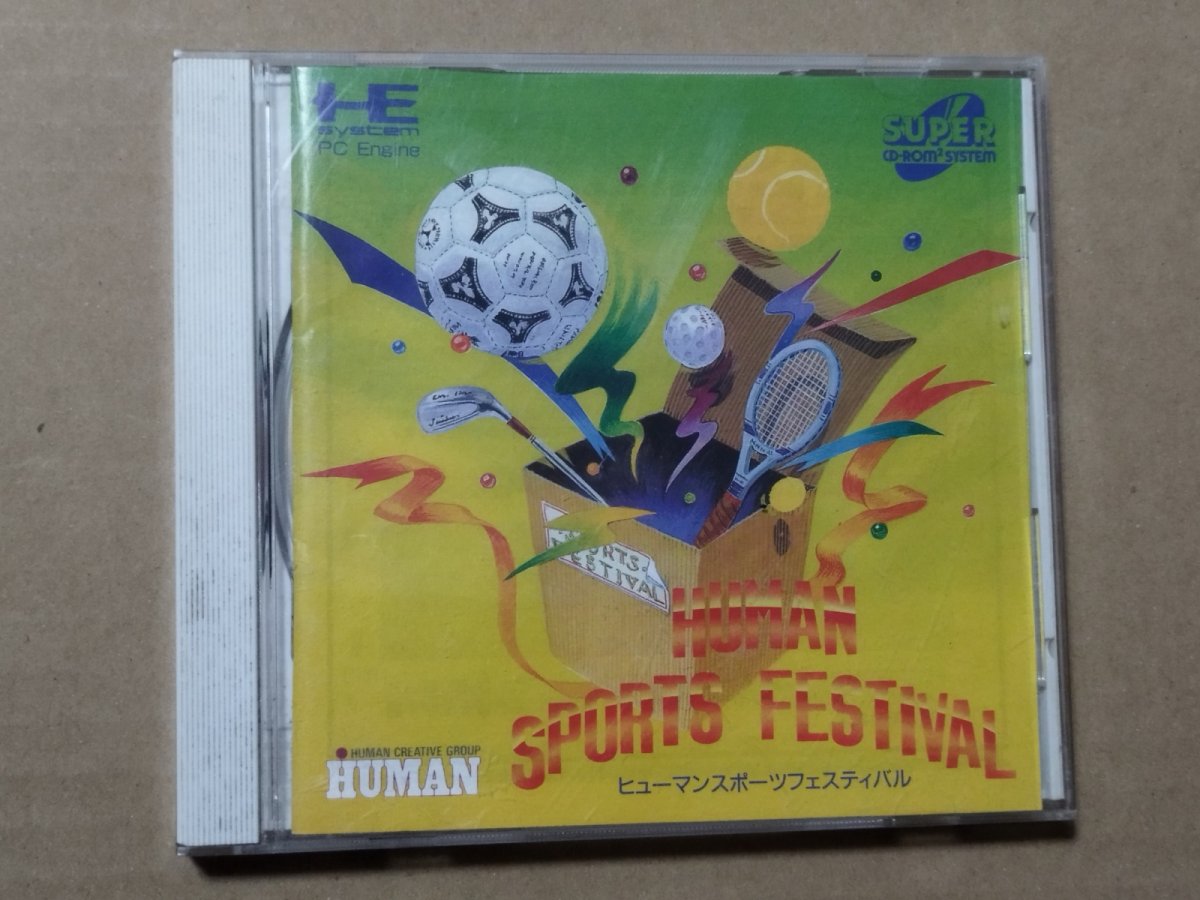 HE
system
PC Engine
SUPER
CD-ROM² SYSTEM
SPORTS
FESTIVAL
HUMAN
SPORTS FESTIVAL
ヒューマンスポーツフェスティバル
HUMAN CREATIVE GROUP
HUMAN